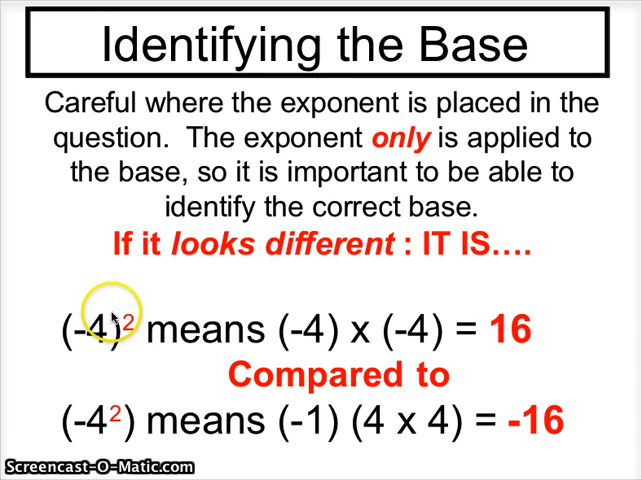 Identifying the Base
Careful where the exponent is placed in the
question. The exponent only is applied to
the base, so it is important to be able to
identify the correct base.
If it looks different : IT IS....
(-4)² means (-4) x (-4) = 16
Compared to
(-4²) means (-1) (4 x 4) = -16
Screencast-O-Matic.com